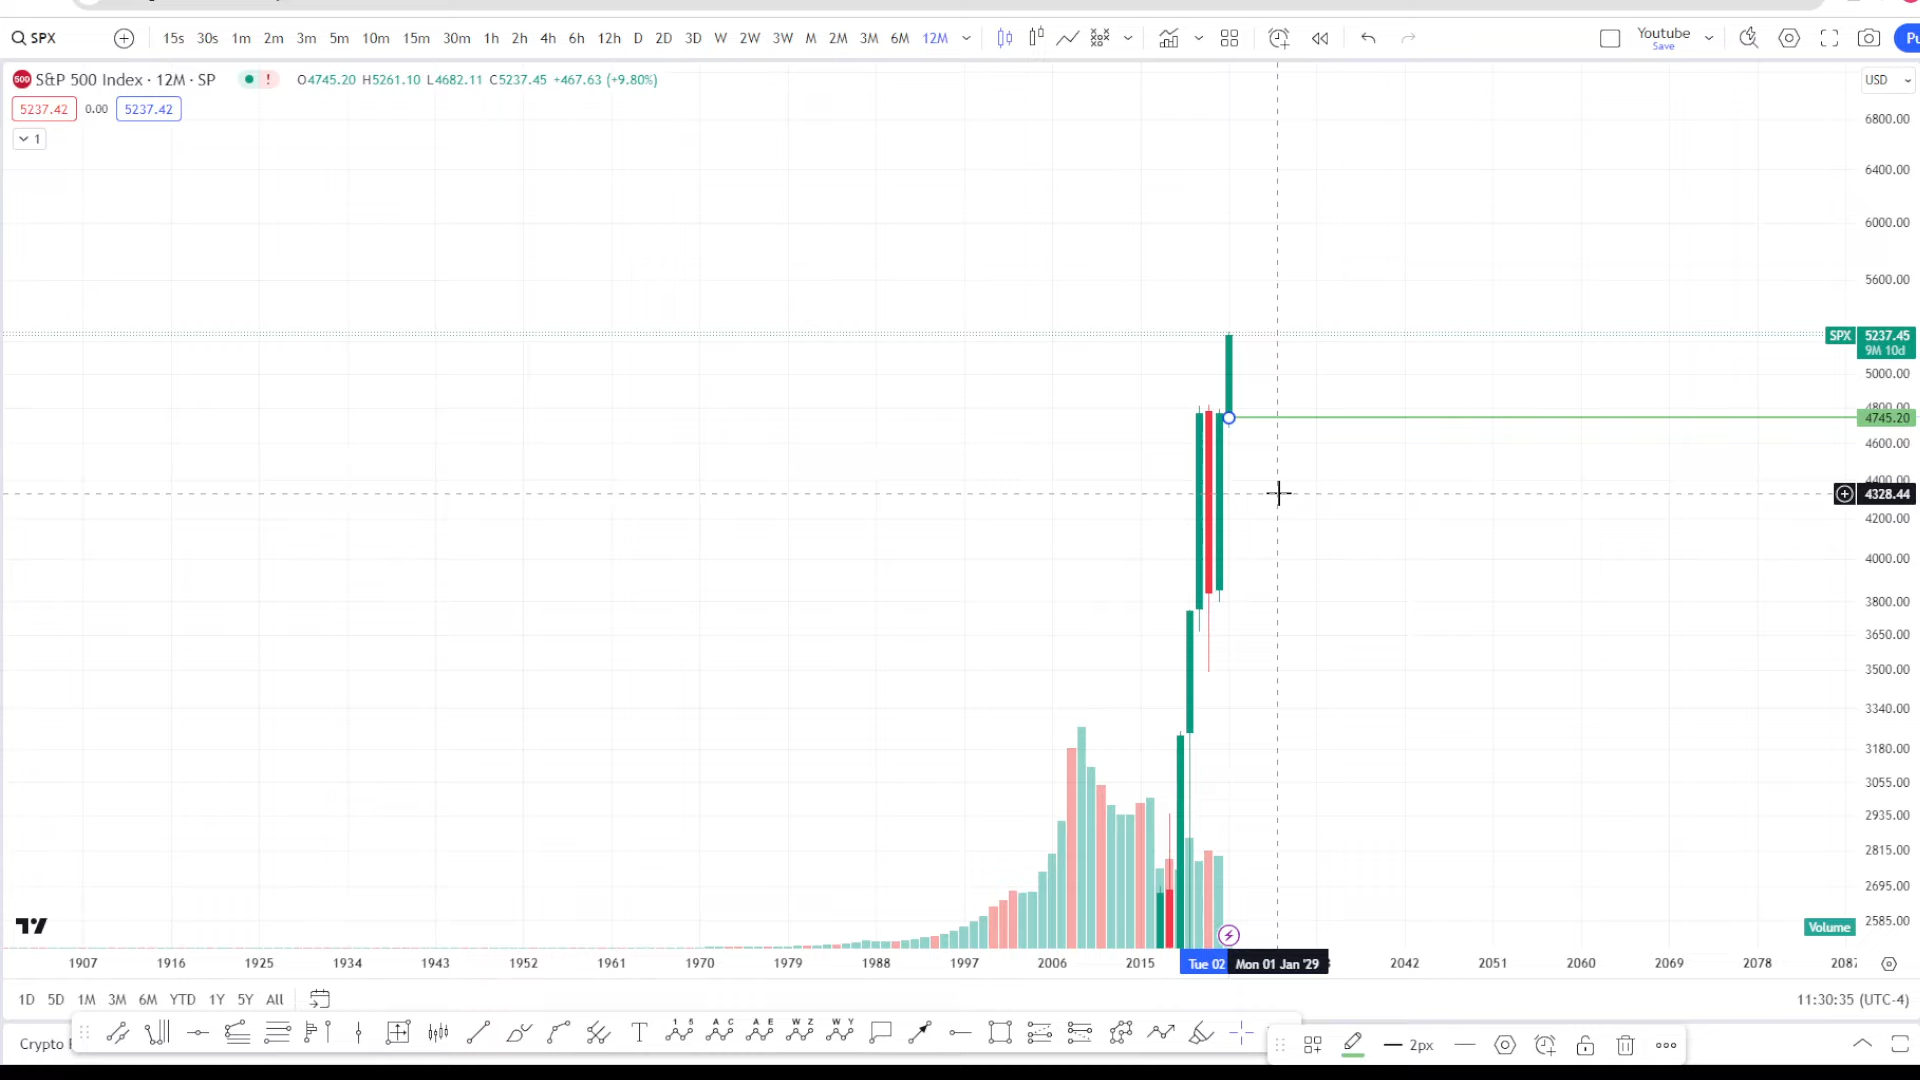 SPX 15s 30s 1m 2m 3m 5m 10m 15m 30m 1h 2h 4h 6h 12h D 2D 3D W 2W 3W M 2M 3M 6M 12M Youtube
Save
S&P 500 Index · 12M · SP O4745.20 H5261.10 L4682.11 C5237.45 +467.63 (+9.80%) USD
5237.42 0.00 5237.42
6800.00
1
6400.00
6000.00
5600.00
SPX 5237.45
9M 10d
5000.00
4800.00
4745.20
4600.00
4400.00
4328.44
4200.00
4000.00
3800.00
3650.00
3500.00
3340.00
3180.00
3055.00
2935.00
2815.00
2695.00
2585.00
Volume
1907 1916 1925 1934 1943 1952 1961 1970 1979 1988 1997 2006 2015 Tue 02 Mon 01 Jan '29 2042 2051 2060 2069 2078
1D 5D 1M 3M 6M YTD 1Y 5Y All 11:30:35 (UTC-4)
Crypto 2px